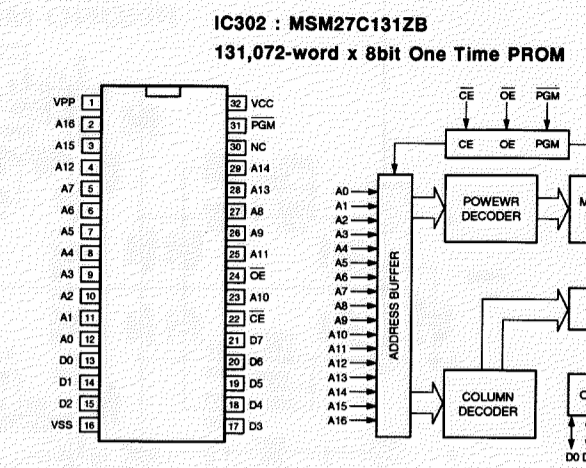 IC302 : MSM27C131ZB
131,072-word x 8bit One Time PROM
VPP 1
A16 2
A15 3
A12 4
A7 5
A6 6
A5 7
A4 8
A3 9
A2 10
A1 11
A0 12
D0 13
D1 14
D2 15
VSS 16
32 VCC
31 PGM
30 NC
29 A14
28 A13
27 A8
26 A9
25 A11
24 OE
23 A10
22 CE
21 D7
20 D6
19 D5
18 D4
17 D3
CE OE PGM
CE OE PGM
A0
A1
A2
A3
A4
A5
A6
A7
A8
A9
A10
A11
A12
A13
A14
A15
A16
ADDRESS BUFFER
POWEWR
DECODER
COLUMN
DECODER
D0